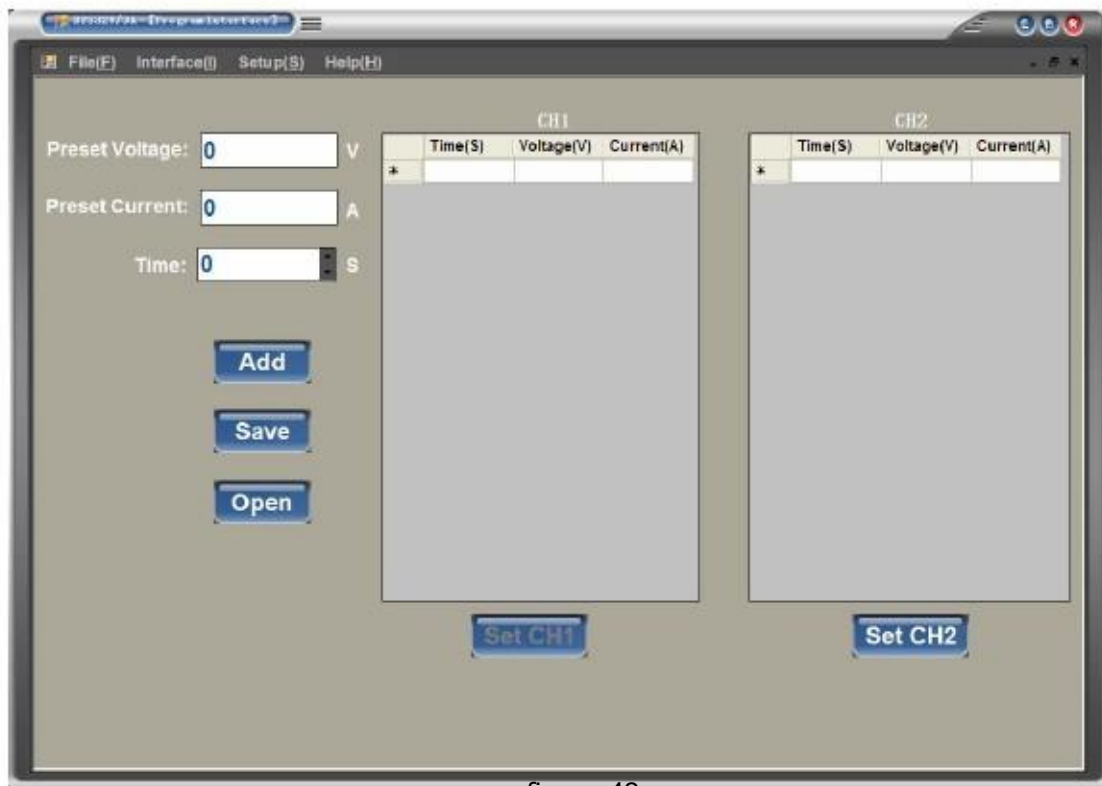 File(F) Interface(I) Setup(S) Help(H)
CH1 CH2
Preset Voltage: 0 V
Time(S) Voltage(V) Current(A)
Time(S) Voltage(V) Current(A)
*
*
Preset Current: 0 A
Time: 0 S
Add
Save
Open
Set CH1
Set CH2